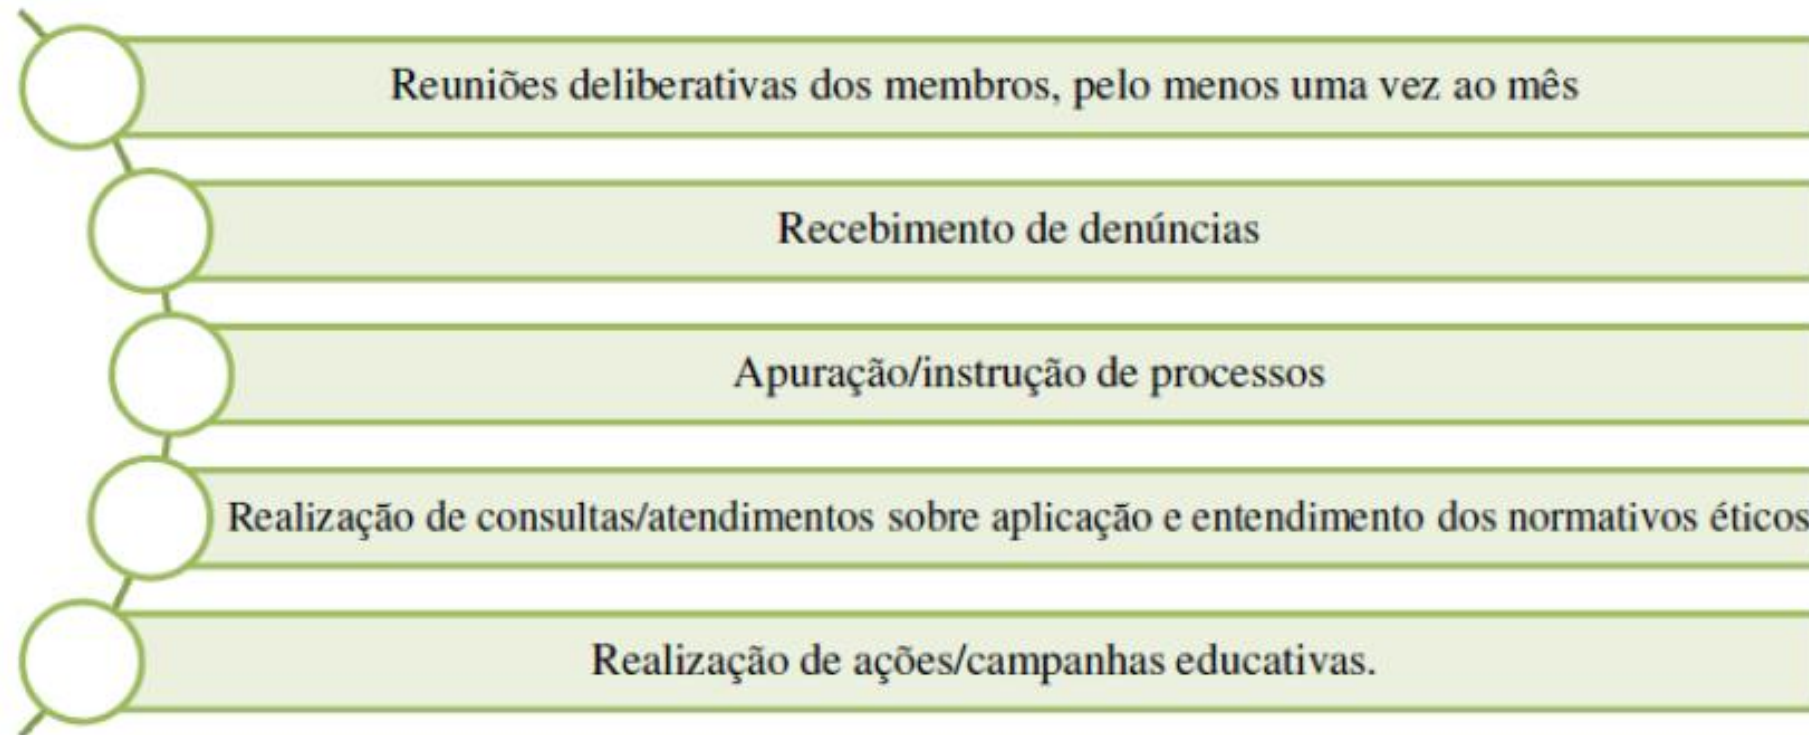 Reuniões deliberativas dos membros, pelo menos uma vez ao mês
Recebimento de denúncias
Apuração/instrução de processos
Realização de consultas/atendimentos sobre aplicação e entendimento dos normativos éticos
Realização de ações/campanhas educativas.